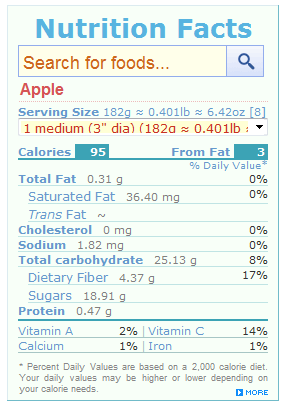 Nutrition Facts
Search for foods...
Apple
Serving Size 182g ≈ 0.401lb ≈ 6.42oz [8]
1 medium (3" dia) (182g ≈ 0.401lb ≈
Calories 95 From Fat 3
% Daily Value*
Total Fat 0.31 g 0%
Saturated Fat 36.40 mg 0%
Trans Fat ~
Cholesterol 0 mg 0%
Sodium 1.82 mg 0%
Total carbohydrate 25.13 g 8%
Dietary Fiber 4.37 g 17%
Sugars 18.91 g
Protein 0.47 g
Vitamin A 2% | Vitamin C 14%
Calcium 1% | Iron 1%
* Percent Daily Values are based on a 2,000 calorie diet.
Your daily values may be higher or lower depending on
your calorie needs.
MORE